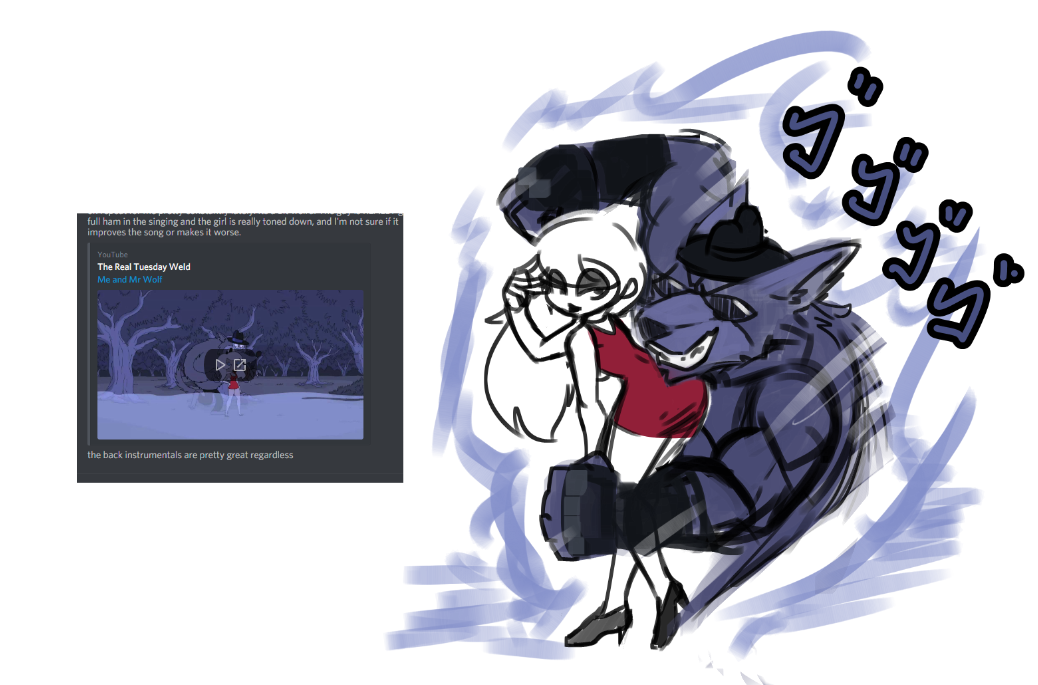 full ham in the singing and the girl is really toned down, and I'm not sure if it
improves the song or makes it worse.
YouTube
The Real Tuesday Weld
Me and Mr Wolf
the back instrumentals are pretty great regardless
ゴ
ゴ
ゴ
ゴ